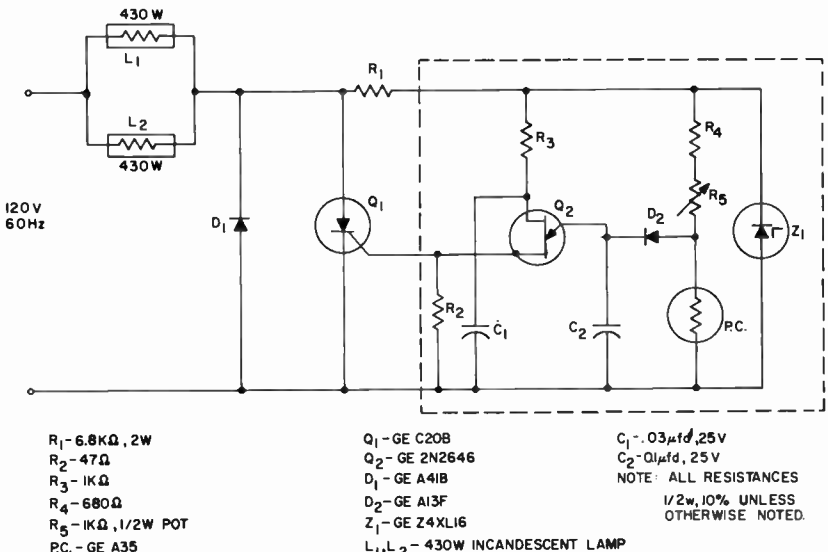 430W
L1
L2
430W
120V
60Hz
D1
Q1
R1
R3
R4
R5
Q2
D2
Z1
R2
C1
C2
P.C.
R1-6.8KΩ, 2W
R2-47Ω
R3-1KΩ
R4-680Ω
R5-1KΩ, 1/2W POT
P.C. - GE A35
Q1-GE C20B
Q2-GE 2N2646
D1-GE A41B
D2-GE A13F
Z1-GE Z4XL16
L1,L2-430W INCANDESCENT LAMP
C1-.03µfd, 25V
C2-0.1µfd, 25V
NOTE: ALL RESISTANCES
1/2w, 10% UNLESS
OTHERWISE NOTED.